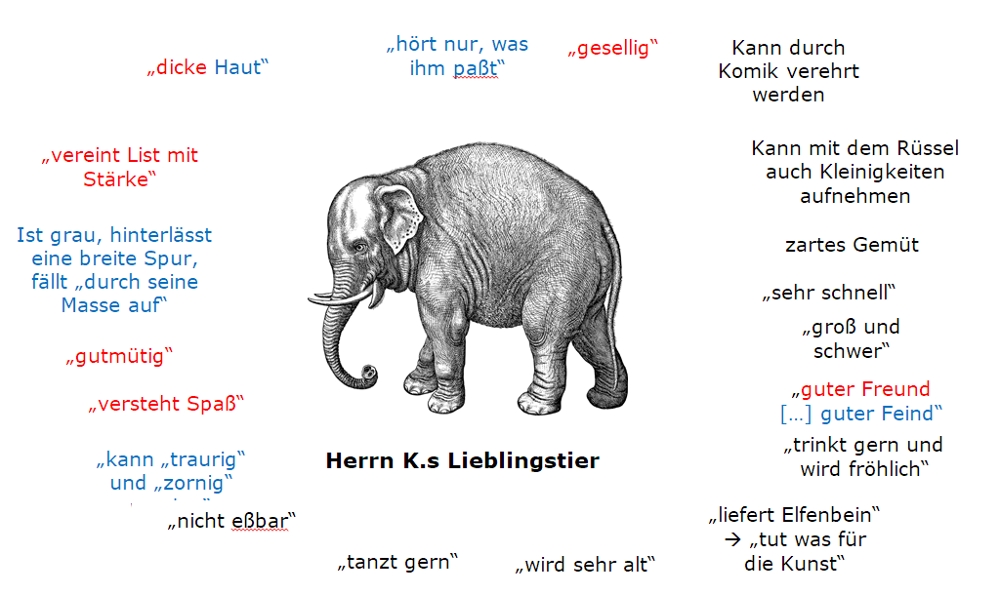 „dicke Haut“
„hört nur, was
ihm paßt“
„gesellig“
Kann durch
Komik verehrt
werden
„vereint List mit
Stärke“
Kann mit dem Rüssel
auch Kleinigkeiten
aufnehmen
Ist grau, hinterlässt
eine breite Spur,
fällt „durch seine
Masse auf“
zartes Gemüt
„sehr schnell“
„groß und
schwer“
„gutmütig“
„versteht Spaß“
„guter Freund
[…] guter Feind“
„trinkt gern und
wird fröhlich“
„kann „traurig“
und „zornig“
Herrn K.s Lieblingstier
„nicht eßbar“
„liefert Elfenbein“
→ „tut was für
die Kunst“
„tanzt gern“
„wird sehr alt“